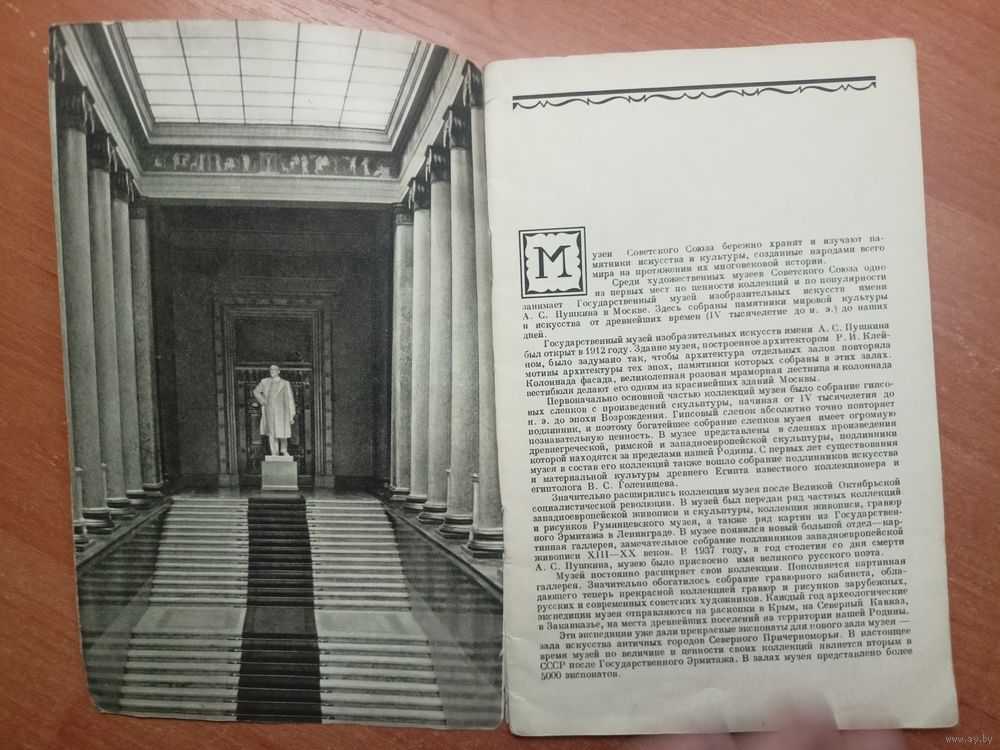 Музеи Советского Союза бережно хранят и изучают па-
мятники искусства и культуры, созданные народами всего
мира на протяжении их многовековой истории.
Среди художественных музеев Советского Союза одно
из первых мест по ценности коллекций и по популярности
занимает Государственный музей изобразительных искусств имени
А. С. Пушкина в Москве. Здесь собраны памятники мировой культуры
и искусства от древнейших времен (IV тысячелетие до н. э.) до наших
дней.
Государственный музей изобразительных искусств имени А. С. Пушкина
был открыт в 1912 году. Здание музея, построенное архитектором Р. И. Клей-
ном, было задумано так, чтобы архитектура отдельных залов повторяла
мотивы архитектуры тех эпох, памятники которых собраны в этих залах.
Колоннада фасада, великолепная розовая мраморная лестница и колоннада
вестибюля делают его одним из красивейших зданий Москвы.
Первоначально основной частью коллекций музея было собрание гипсо-
вых слепков с произведений скульптуры, начиная от IV тысячелетия до
н. э. до эпохи Возрождения. Гипсовый слепок абсолютно точно повторяет
подлинник, и поэтому богатейшее собрание слепков музея имеет огромную
познавательную ценность. В музее представлены в слепках произведения
древнегреческой, римской и западноевропейской скульптуры, подлинники
которой находятся за пределами нашей Родины. С первых лет существования
музея в состав его коллекций также вошло собрание подлинников искусства
и материальной культуры древнего Египта известного коллекционера и
египтолога В. С. Голенищева.
Значительно расширились коллекции музея после Великой Октябрьской
социалистической революции. В музей был передан ряд частных коллекций
западноевропейской живописи и скульптуры, коллекция живописи, гравюр
и рисунков Румянцевского музея, а также ряд картин из Государствен-
ного Эрмитажа в Ленинграде. В музее появился новый большой отдел—кар-
тинная галлерея, замечательное собрание подлинников западноевропейской
живописи XIII—XX веков. В 1937 году, в год столетия со дня смерти
А. С. Пушкина, музею было присвоено имя великого русского поэта.
Музей постоянно расширяет свои коллекции. Пополняется картинная
галлерея. Значительно обогатилось собрание гравюрного кабинета, обла-
дающего теперь прекрасной коллекцией гравюр и рисунков зарубежных,
русских и современных советских художников. Каждый год археологические
экспедиции музея отправляются на раскопки в Крым, на Северный Кавказ,
в Закавказье, на места древнейших поселений на территории нашей Родины.
Эти экспедиции уже дали прекрасные экспонаты для нового зала музея —
зала искусства античных городов Северного Причерноморья. В настоящее
время музей по величине и ценности своих коллекций является вторым в
СССР после Государственного Эрмитажа. В залах музея представлено более
5000 экспонатов.
www.ay.by